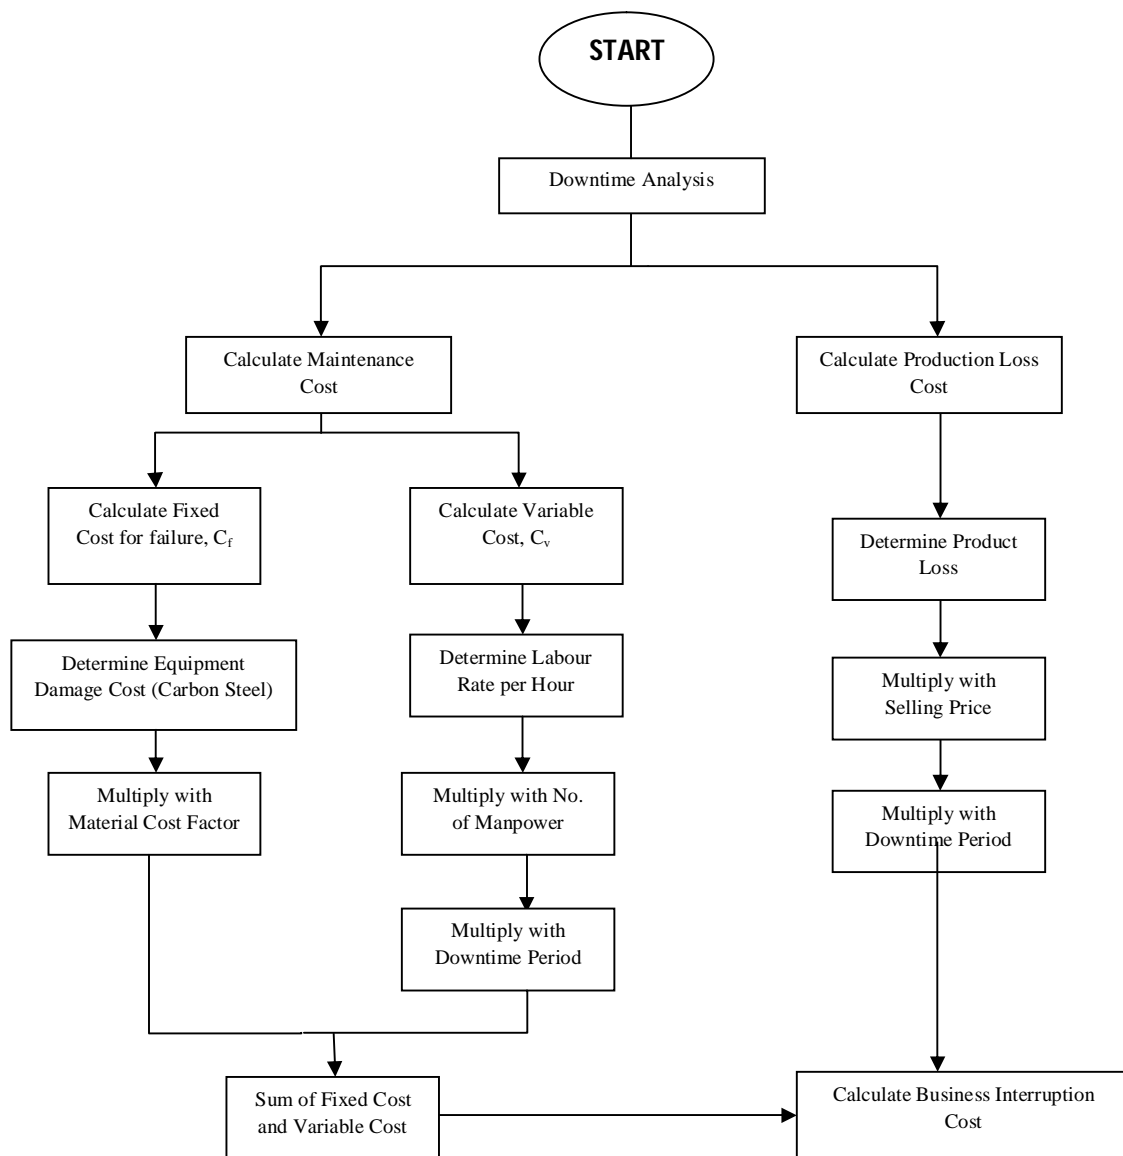 START
Downtime Analysis
Calculate Maintenance
Cost
Calculate Production Loss
Cost
Calculate Fixed
Cost for failure, Cf
Calculate Variable
Cost, Cv
Determine Product
Loss
Determine Equipment
Damage Cost (Carbon Steel)
Determine Labour
Rate per Hour
Multiply with
Selling Price
Multiply with
Material Cost Factor
Multiply with No.
of Manpower
Multiply with
Downtime Period
Multiply with
Downtime Period
Sum of Fixed Cost
and Variable Cost
Calculate Business Interruption
Cost